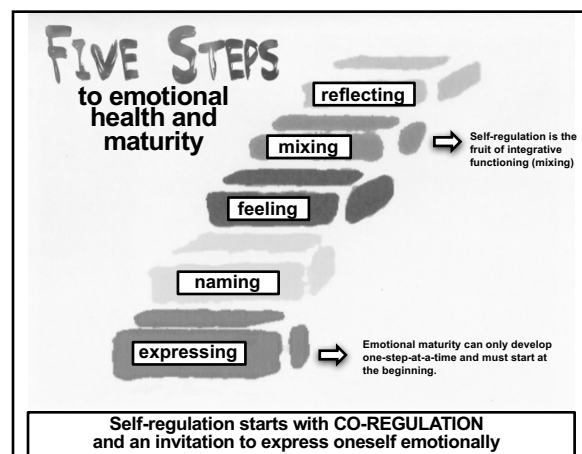 FIVE STEPS
to emotional
health and
maturity
reflecting
mixing
Self-regulation is the
fruit of integrative
functioning (mixing)
feeling
naming
expressing
Emotional maturity can only develop
one-step-at-a-time and must start at
the beginning.
Self-regulation starts with CO-REGULATION
and an invitation to express oneself emotionally